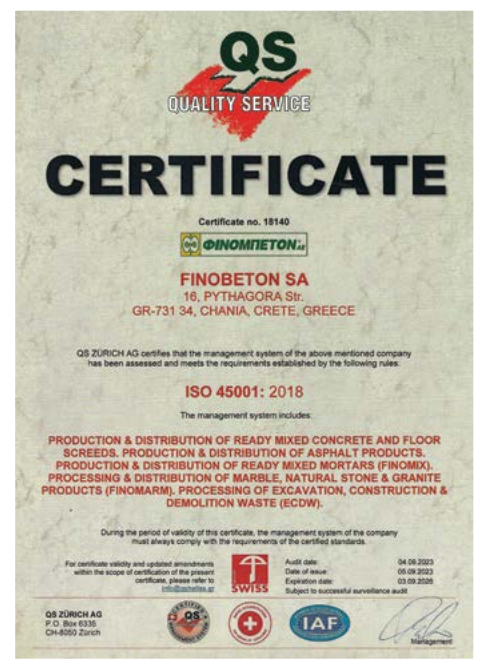 QS
QUALITY SERVICE
CERTIFICATE
Certificate no. 18140
ΦΙΝΟΜΠΕΤΟΝ ΑΕ
FINOBETON SA
16, PYTHAGORA Str.
GR-731 34, CHANIA, CRETE, GREECE
QS ZÜRICH AG certifies that the management system of the above mentioned company
has been assessed and meets the requirements established by the following rules:
ISO 45001: 2018
The management system includes:
PRODUCTION & DISTRIBUTION OF READY MIXED CONCRETE AND FLOOR
SCREEDS. PRODUCTION & DISTRIBUTION OF ASPHALT PRODUCTS.
PRODUCTION & DISTRIBUTION OF READY MIXED MORTARS (FINOMIX).
PROCESSING & DISTRIBUTION OF MARBLE, NATURAL STONE & GRANITE
PRODUCTS (FINOMARM). PROCESSING OF EXCAVATION, CONSTRUCTION &
DEMOLITION WASTE (ECDW).
During the period of validity of this certificate, the management system of the company
must always comply with the requirements of the certified standards.
For certificate validity and updated amendments
within the scope of certification of the present
certificate, please refer to
info@qshellas.gr
SWISS
Audit date: 04.09.2023
Date of issue: 05.09.2023
Expiration date: 03.09.2026
Subject to successful surveillance audit
QS ZÜRICH AG
P.O. Box 6335
CH-8050 Zürich
QS
IAF
Management